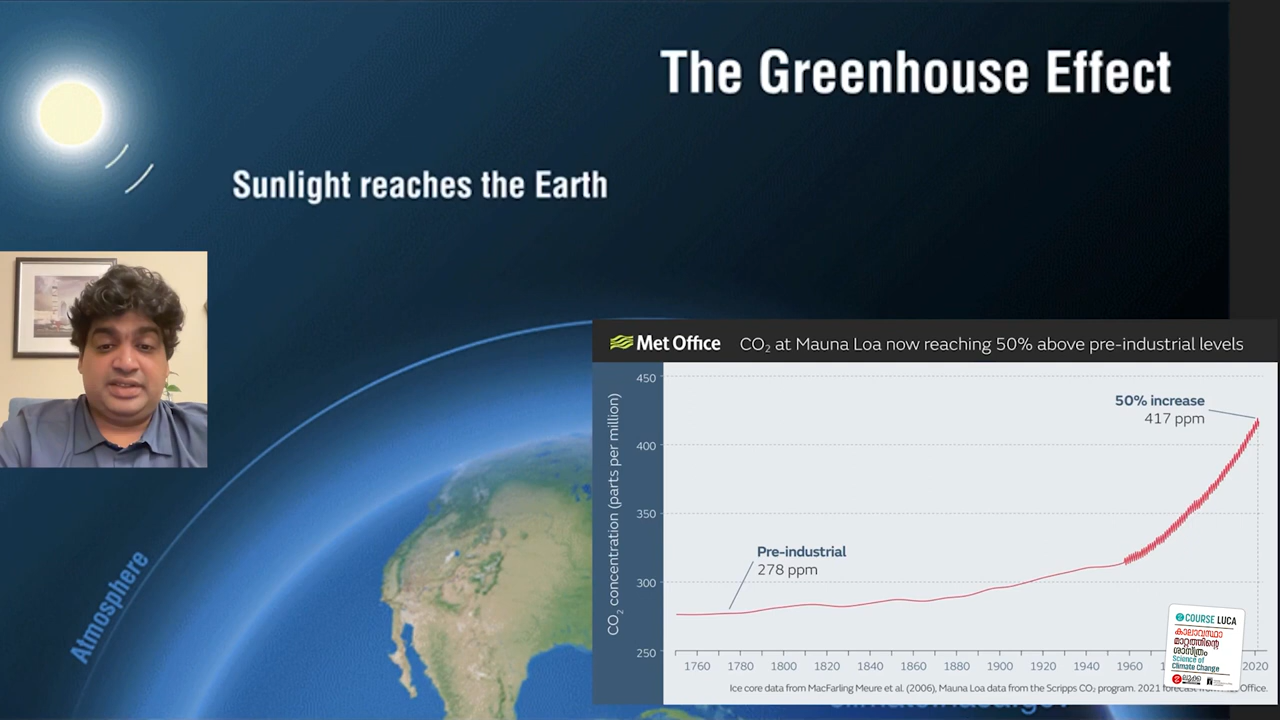 The Greenhouse Effect
Sunlight reaches the Earth
Atmosphere
Met Office
CO₂ at Mauna Loa now reaching 50% above pre-industrial levels
CO₂ concentration (parts per million)
450
400
350
300
250
50% increase
417 ppm
Pre-industrial
278 ppm
1760 1780 1800 1820 1840 1860 1880 1900 1920 1940 1960 2020
Ice core data from MacFarling Meure et al. (2006), Mauna Loa data from the Scripps CO₂ program. 2021 forecast from Met Office.
COURSE LUCA
കാലാവസ്ഥാ
മാറ്റത്തിന്റെ
ശാസ്ത്രം
Science of
Climate Change
ലൂക്ക